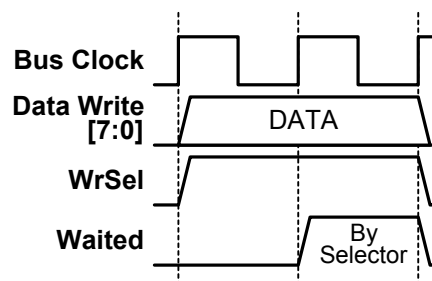 Bus Clock
Data Write
[7:0]
DATA
WrSel
Waited
By
Selector